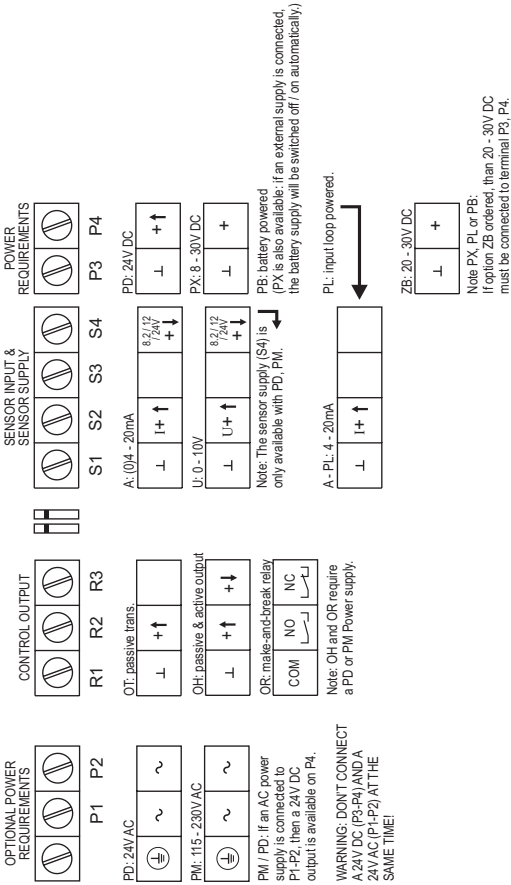 OPTIONAL POWER
REQUIREMENTS
P1 P2
PD: 24V AC
~ ~
PM: 115 - 230V AC
~ ~
PM / PD: If an AC power
supply is connected to
P1-P2, then a 24V DC
output is available on P4.
WARNING: DON'T CONNECT
A 24V DC (P3-P4) AND A
24V AC (P1-P2) AT THE
SAME TIME!
CONTROL OUTPUT
R1 R2 R3
OT: passive trans.
⊥ +
OH: passive & active output
⊥ + +
OR: make-and-break relay
COM NO NC
Note: OH and OR require
a PD or PM Power supply.
SENSOR INPUT &
SENSOR SUPPLY
S1 S2 S3 S4
A: (0)4 - 20mA
⊥ I+ 8.2 / 12
/ 24V
+
U: 0 - 10V
⊥ U+ 8.2 / 12
/ 24V
+
Note: The sensor supply (S4) is
only available with PD, PM.
A - PL: 4 - 20mA
⊥ I+
POWER
REQUIREMENTS
P3 P4
PD: 24V DC
⊥ +
PX: 8 - 30V DC
⊥ +
PB: battery powered
(PX is also available: if an external supply is connected,
the battery supply will be switched off / on automatically.)
PL: input loop powered.
ZB: 20 - 30V DC
⊥ +
Note PX, PL or PB:
If option ZB ordered, than 20 - 30V DC
must be connected to terminal P3, P4.